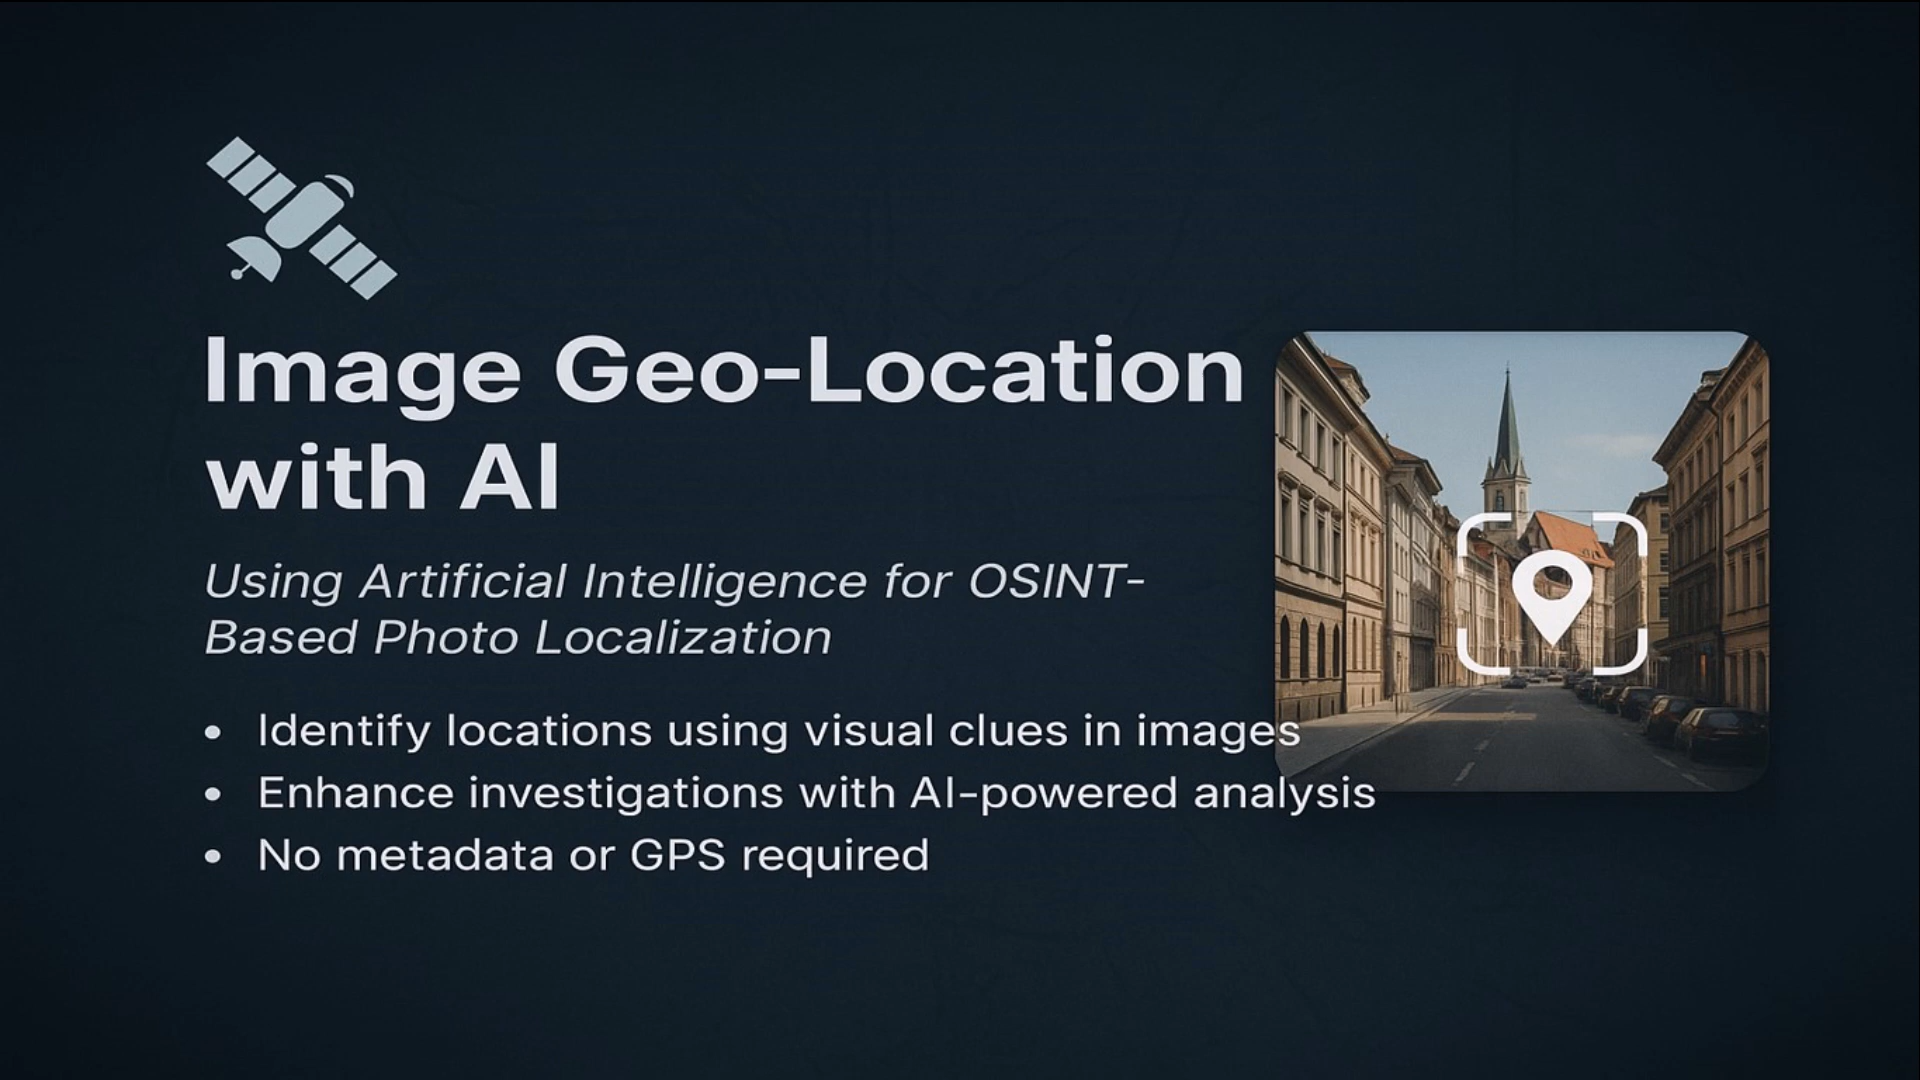 Image Geo-Location
with AI
Using Artificial Intelligence for OSINT-
Based Photo Localization
• Identify locations using visual clues in images
• Enhance investigations with AI-powered analysis
• No metadata or GPS required